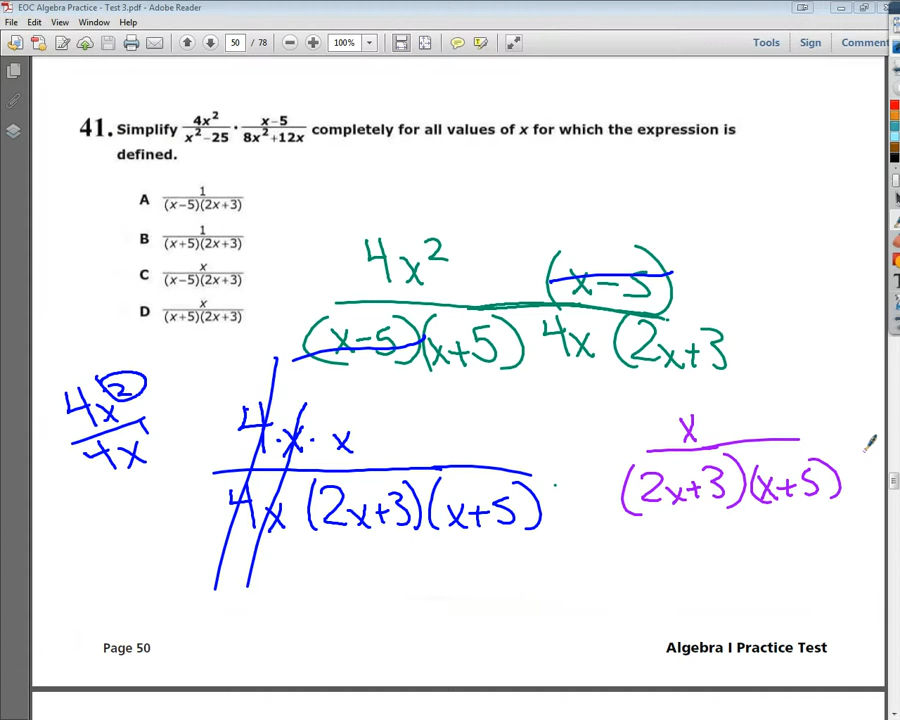 EOC Algebra Practice - Test 3.pdf - Adobe Reader
File Edit View Window Help
50 / 78 100% Tools Sign Comment
41. Simplify 4x²/(x²−25) · (x−5)/(8x²+12x) completely for all values of x for which the expression is
defined.
A 1/((x−5)(2x+3))
B 1/((x+5)(2x+3))
C x/((x−5)(2x+3))
D x/((x+5)(2x+3))
4x² (x−5)
(x−5)(x+5) 4x (2x+3
4x²
4x
4·x·x
4x (2x+3)(x+5)
x
(2x+3)(x+5)
Page 50 Algebra I Practice Test